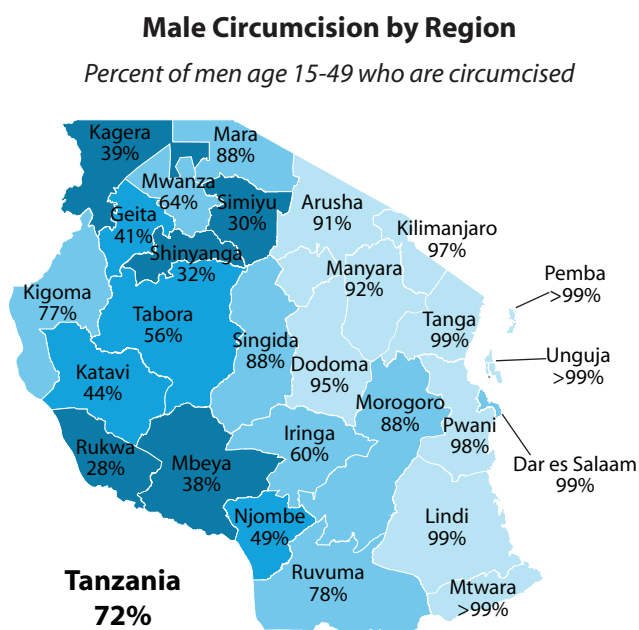 Male Circumcision by Region
Percent of men age 15-49 who are circumcised
Kagera
39%
Mara
88%
Mwanza
64%
Simiyu
30%
Geita
41%
Arusha
91%
Kilimanjaro
97%
Shinyanga
32%
Manyara
92%
Pemba
>99%
Kigoma
77%
Tabora
56%
Singida
88%
Tanga
99%
Unguja
>99%
Katavi
44%
Dodoma
95%
Morogoro
88%
Pwani
98%
Dar es Salaam
99%
Rukwa
28%
Mbeya
38%
Iringa
60%
Njombe
49%
Lindi
99%
Ruvuma
78%
Mtwara
>99%
Tanzania
72%